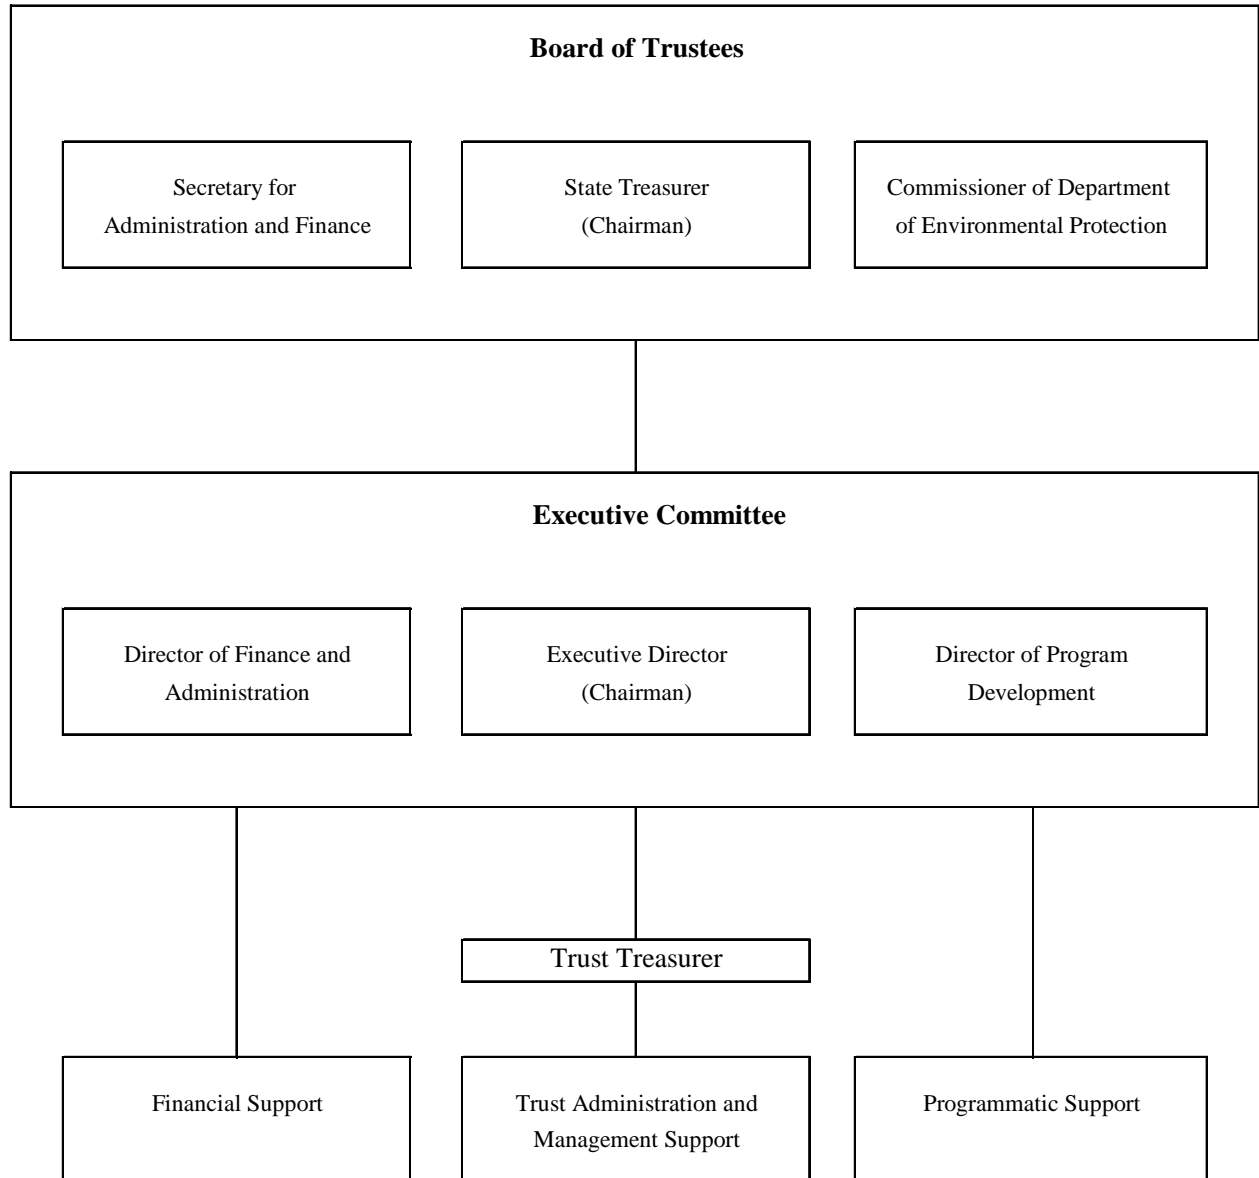 Board of Trustees
Secretary for
Administration and Finance
State Treasurer
(Chairman)
Commissioner of Department
of Environmental Protection
Executive Committee
Director of Finance and
Administration
Executive Director
(Chairman)
Director of Program
Development
Trust Treasurer
Financial Support
Trust Administration and
Management Support
Programmatic Support